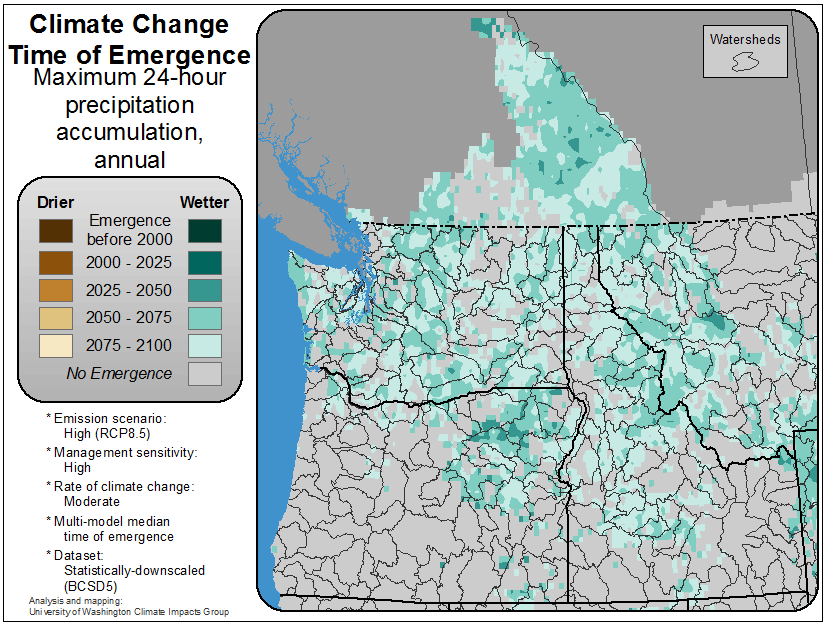 Climate Change
Time of Emergence
Maximum 24-hour
precipitation
accumulation,
annual
Drier Wetter
Emergence
before 2000
2000 - 2025
2025 - 2050
2050 - 2075
2075 - 2100
No Emergence
* Emission scenario:
High (RCP8.5)
* Management sensitivity:
High
* Rate of climate change:
Moderate
* Multi-model median
time of emergence
* Dataset:
Statistically-downscaled
(BCSD5)
Analysis and mapping:
University of Washington Climate Impacts Group
Watersheds